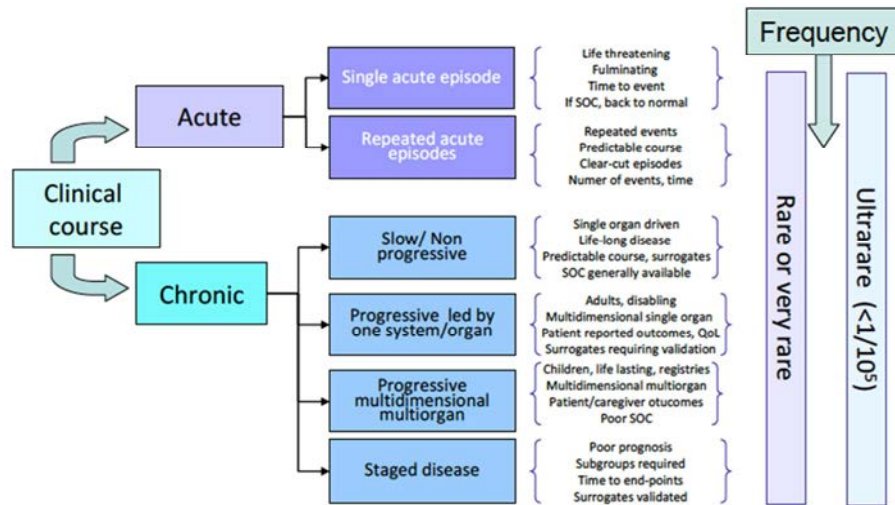 Frequency
Single acute episode
Life threatening
Fulminating
Time to event
If SOC, back to normal
Acute
Repeated acute
episodes
Repeated events
Predictable course
Clear-cut episodes
Numer of events, time
Clinical
course
Slow/ Non
progressive
Single organ driven
Life-long disease
Predictable course, surrogates
SOC generally available
Chronic
Progressive led by
one system/organ
Adults, disabling
Multidimensional single organ
Patient reported outcomes, QoL
Surrogates requiring validation
Progressive
multidimensional
multiorgan
Children, life lasting, registries
Multidimensional multiorgan
Patient/caregiver otucomes
Poor SOC
Staged disease
Poor prognosis
Subgroups required
Time to end-points
Surrogates validated
Rare or very rare
Ultrarare (<1/10⁵)